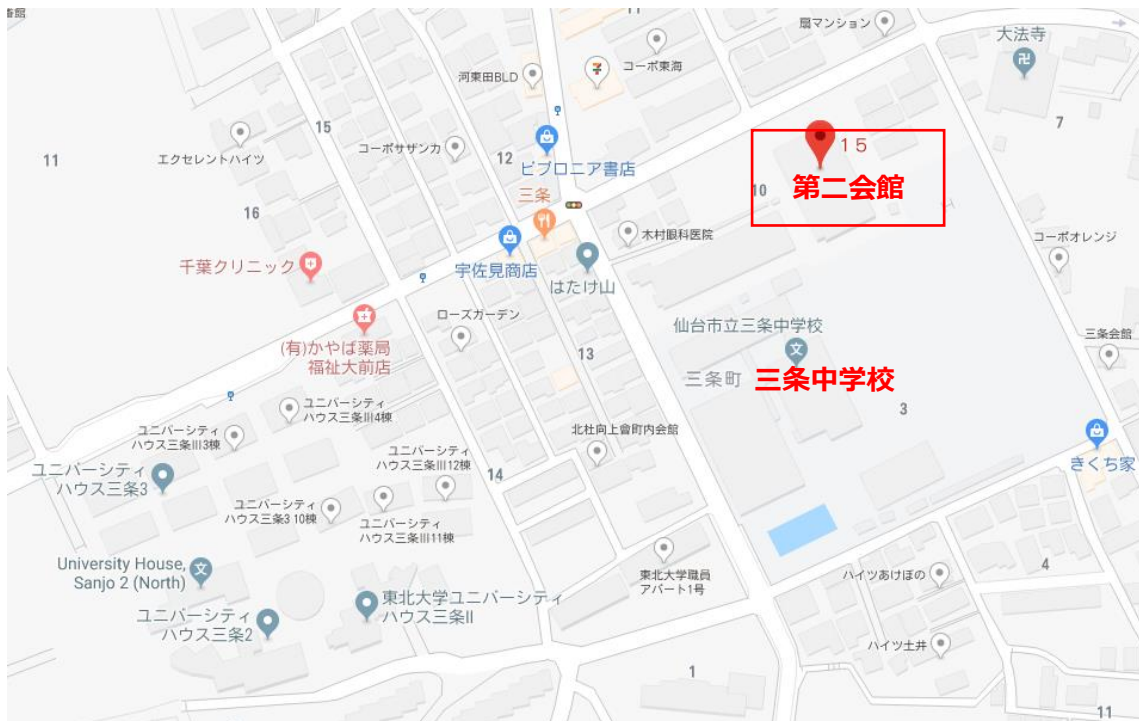 扇マンション
大法寺
コーポ東海
河東田BLD
7
15
11
エクセレントハイツ
コーポサザンカ
12
ビブロニア書店
15
10
第二会館
三条
16
木村眼科医院
コーポオレンジ
千葉クリニック
宇佐見商店
はたけ山
ローズガーデン
仙台市立三条中学校
三条会館
(有)かやば薬局
福祉大前店
13
三条町
三条中学校
3
ユニバーシティ
ハウス三条III4棟
ユニバーシティ
ハウス三条III3棟
北杜向上會町内会館
きくち家
ユニバーシティ
ハウス三条III12棟
ユニバーシティ
ハウス三条3
14
ユニバーシティ
ハウス三条3 10棟
ユニバーシティ
ハウス三条III11棟
University House,
Sanjo 2 (North)
東北大学職員
アパート1号
ハイツあけぼの
4
東北大学ユニバーシティ
ハウス三条II
ユニバーシティ
ハウス三条2
ハイツ土井
1
11